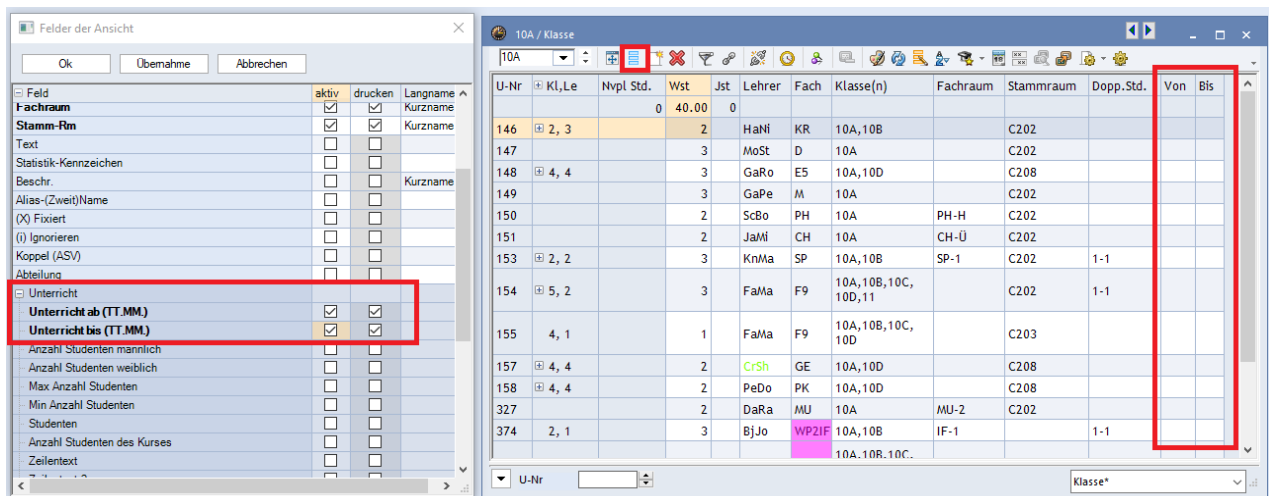 Felder der Ansicht
Ok Übernahme Abbrechen
Feld aktiv drucken Langname
Fachraum Kurzname
Stamm-Rm Kurzname
Text
Statistik-Kennzeichen
Beschr. Kurzname
Alias-(Zweit)Name
(X) Fixiert
(i) Ignorieren
Koppel (ASV)
Abteilung
Unterricht
Unterricht ab (TT.MM.)
Unterricht bis (TT.MM.)
Anzahl Studenten männlich
Anzahl Studenten weiblich
Max Anzahl Studenten
Min Anzahl Studenten
Studenten
Anzahl Studenten des Kurses
Zeilentext
10A / Klasse
10A
U-Nr Kl,Le Nvpl Std. Wst Jst Lehrer Fach Klasse(n) Fachraum Stammraum Dopp.Std. Von Bis
0 40.00 0
146 2, 3 2 HaNi KR 10A,10B C202
147 3 MoSt D 10A C202
148 4, 4 3 GaRo E5 10A,10D C208
149 3 GaPe M 10A C202
150 2 ScBo PH 10A PH-H C202
151 2 JaMi CH 10A CH-Ü C202
153 2, 2 3 KnMa SP 10A,10B SP-1 C202 1-1
154 5, 2 3 FaMa F9 10A,10B,10C, C202 1-1
10D,11
155 4, 1 1 FaMa F9 10A,10B,10C, C203
10D
157 4, 4 2 CrSh GE 10A,10D C208
158 4, 4 2 PeDo PK 10A,10D C208
327 2 DaRa MU 10A MU-2 C202
374 2, 1 3 BjJo WP2IF 10A,10B IF-1 1-1
10A,10B,10C,
U-Nr Klasse*